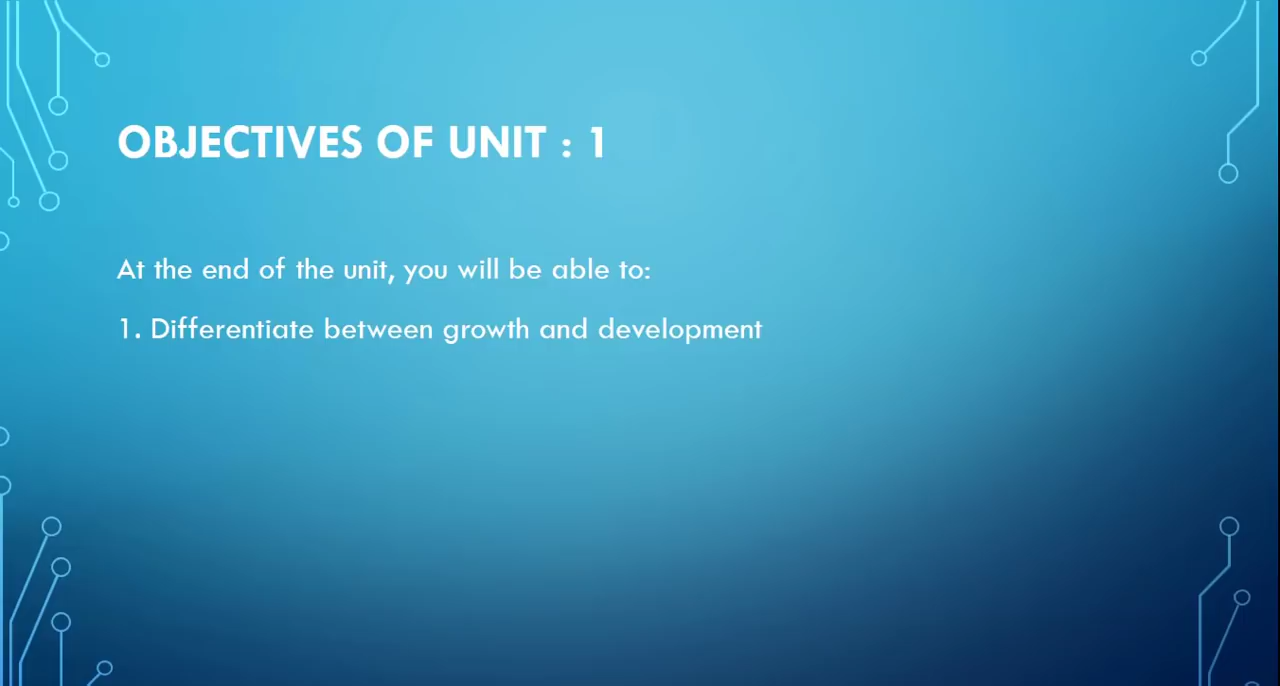 OBJECTIVES OF UNIT : 1
At the end of the unit, you will be able to:
1. Differentiate between growth and development